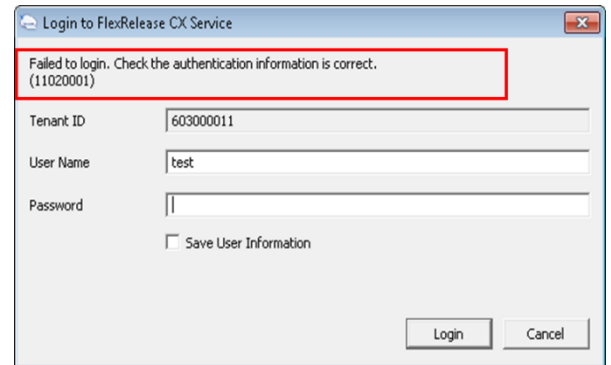 Login to FlexRelease CX Service
Failed to login. Check the authentication information is correct.
(11020001)
Tenant ID 603000011
User Name test
Password
Save User Information
Login Cancel